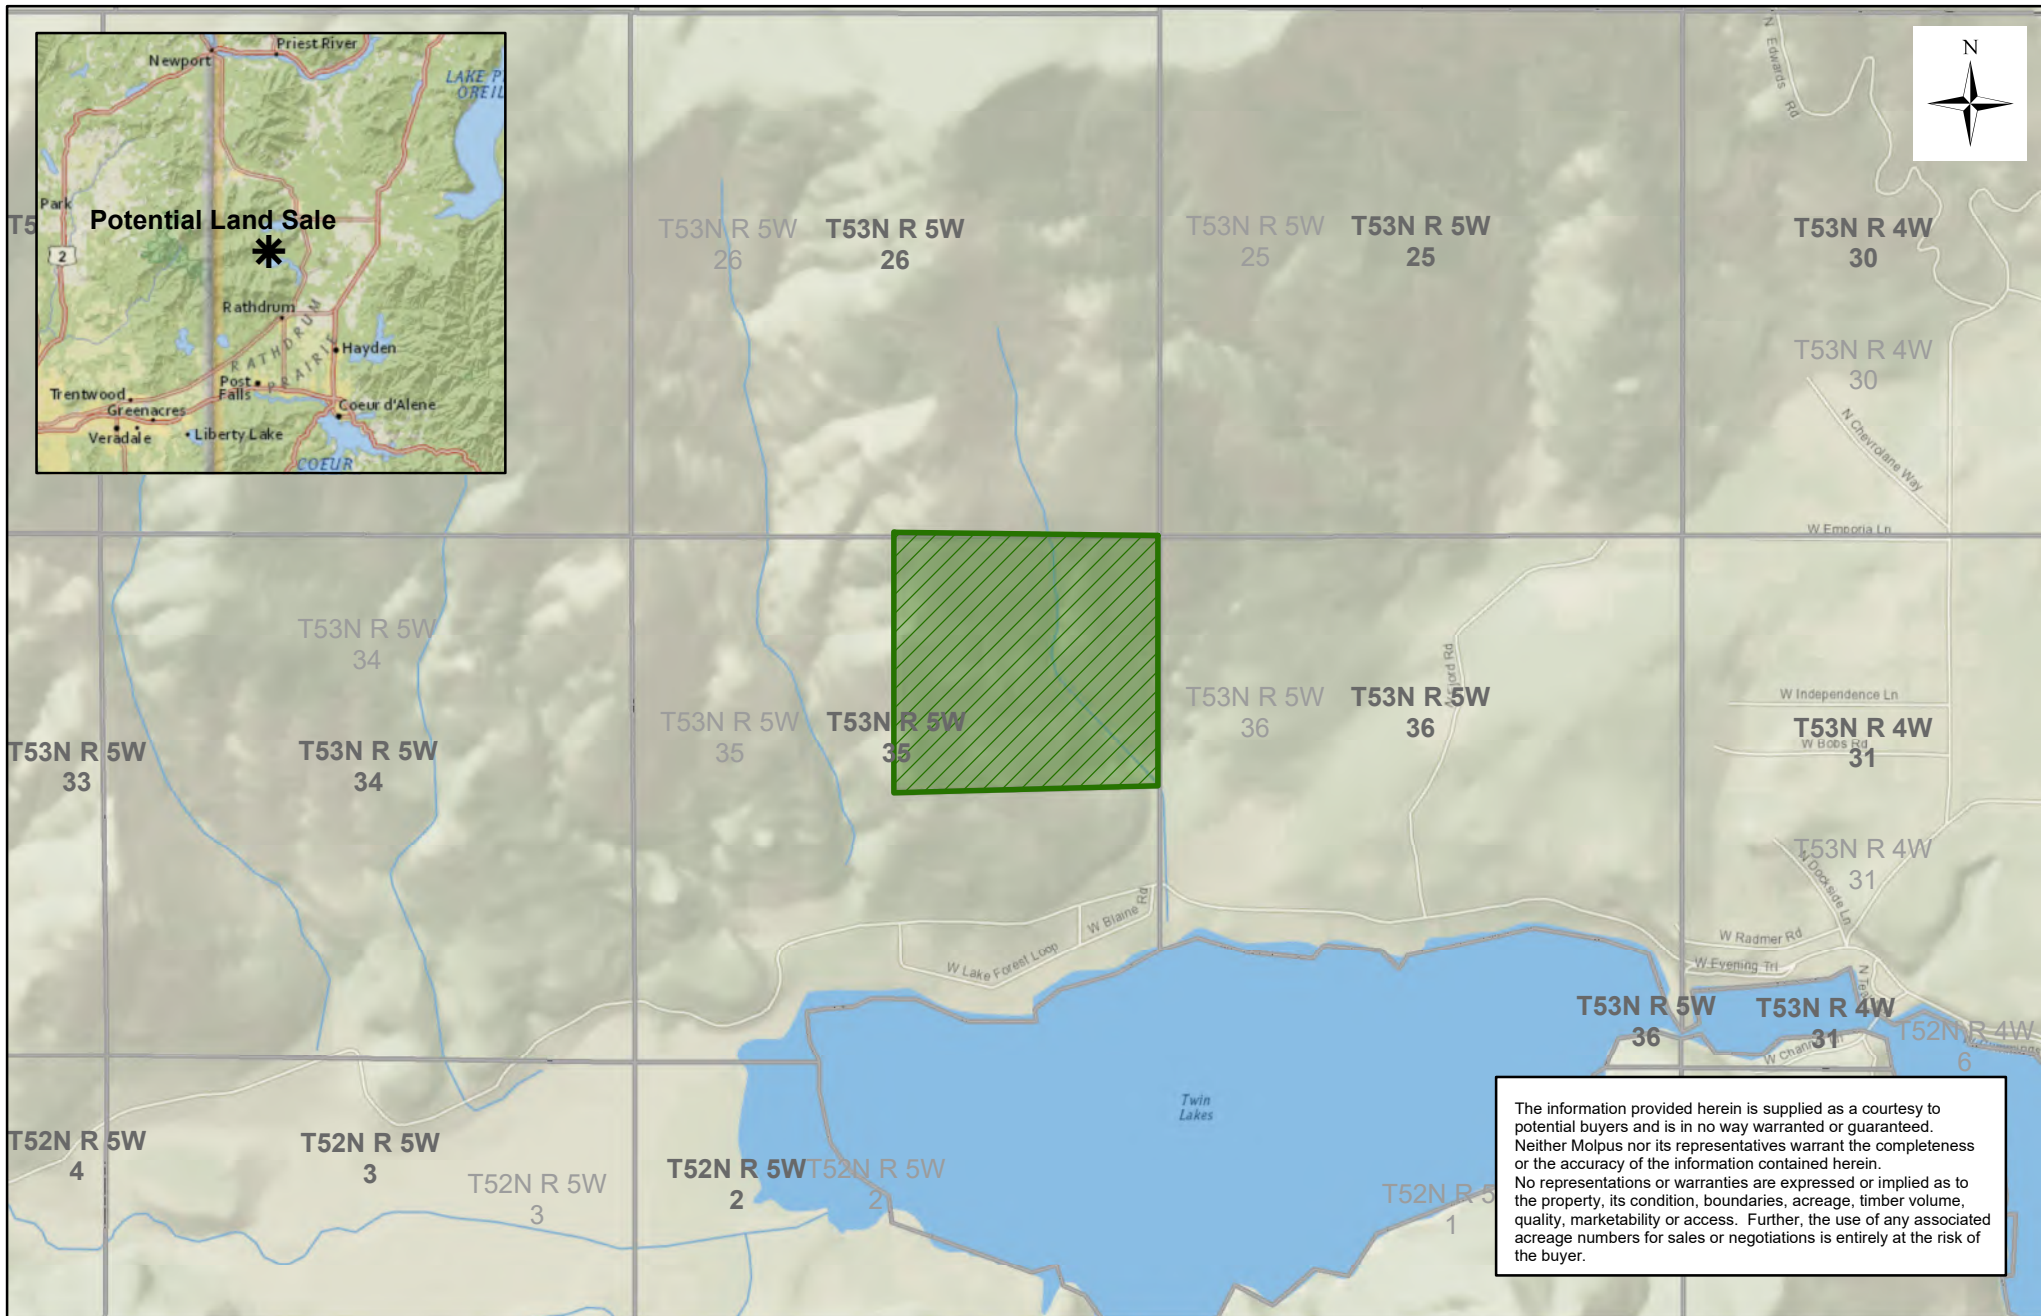 Newport
Priest River
LAKE P
OREIL
Park
2
Potential Land Sale
Rathdrum
RATHDRUM
PRAIRIE
Hayden
Post
Falls
Trentwood
Greenacres
Veradale
Liberty Lake
Coeur d'Alene
COEUR
N
N Edwards Rd
T5
T53N R 5W
26
T53N R 5W
26
T53N R 5W
25
T53N R 5W
25
T53N R 4W
30
T53N R 4W
30
N Chevrolane Way
W Emporia Ln
T53N R 5W
34
T53N R 5W
33
T53N R 5W
34
T53N R 5W
35
T53N R 5W
35
T53N R 5W
36
T53N R 5W
36
W Independence Ln
T53N R 4W
W Bobs Rd
31
T53N R 4W
31
N Dockside Ln
W Blaine Rd
W Lake Forest Loop
W Radmer Rd
W Evening Trl
T53N R 5W
36
T53N R 4W
31
T52N R 4W
6
Twin
Lakes
T52N R 5W
4
T52N R 5W
3
T52N R 5W
3
T52N R 5W
2
T52N R 5W
2
T52N R 5
1
The information provided herein is supplied as a courtesy to
potential buyers and is in no way warranted or guaranteed.
Neither Molpus nor its representatives warrant the completeness
or the accuracy of the information contained herein.
No representations or warranties are expressed or implied as to
the property, its condition, boundaries, acreage, timber volume,
quality, marketability or access.  Further, the use of any associated
acreage numbers for sales or negotiations is entirely at the risk of
the buyer.